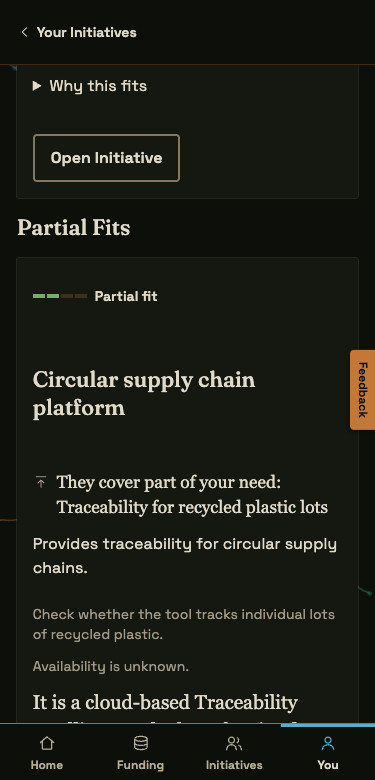 Your Initiatives
Why this fits
Open Initiative
Partial Fits
Partial fit
Circular supply chain
platform
Feedback
They cover part of your need:
Traceability for recycled plastic lots
Provides traceability for circular supply
chains.
Check whether the tool tracks individual lots
of recycled plastic.
Availability is unknown.
It is a cloud-based Traceability
Home
Funding
Initiatives
You